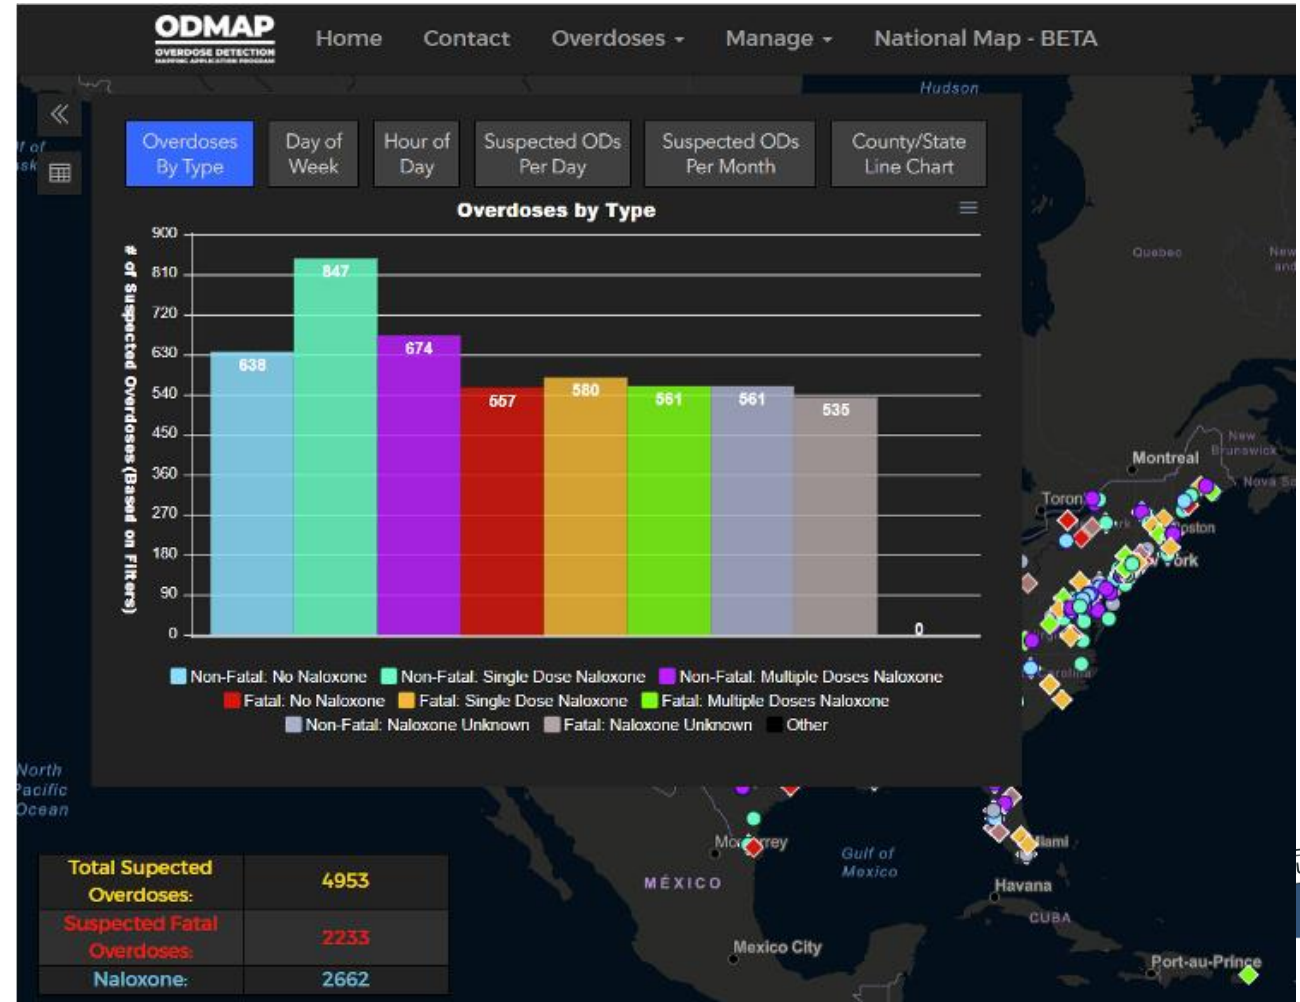 ODMAP
OVERDOSE DETECTION
MAPPING APPLICATION PROGRAM
Home Contact Overdoses Manage National Map - BETA
Hudson
Overdoses By Type
Day of Week
Hour of Day
Suspected ODs Per Day
Suspected ODs Per Month
County/State Line Chart
Overdoses by Type
# of Suspected Overdoses (Based on Filters)
900
810
720
630
540
450
360
270
180
90
0
638
847
674
557
580
561
561
535
0
Non-Fatal: No Naloxone Non-Fatal: Single Dose Naloxone Non-Fatal: Multiple Doses Naloxone
Fatal: No Naloxone Fatal: Single Dose Naloxone Fatal: Multiple Doses Naloxone
Non-Fatal: Naloxone Unknown Fatal: Naloxone Unknown Other
Quebec
New
Montreal
New Brunswick
Nova
North
Pacific
Ocean
MÉXICO
Gulf of
Mexico
Havana
CUBA
Mexico City
Port-au-Prince
Total Supected Overdoses: 4953
Suspected Fatal Overdoses: 2233
Naloxone: 2662